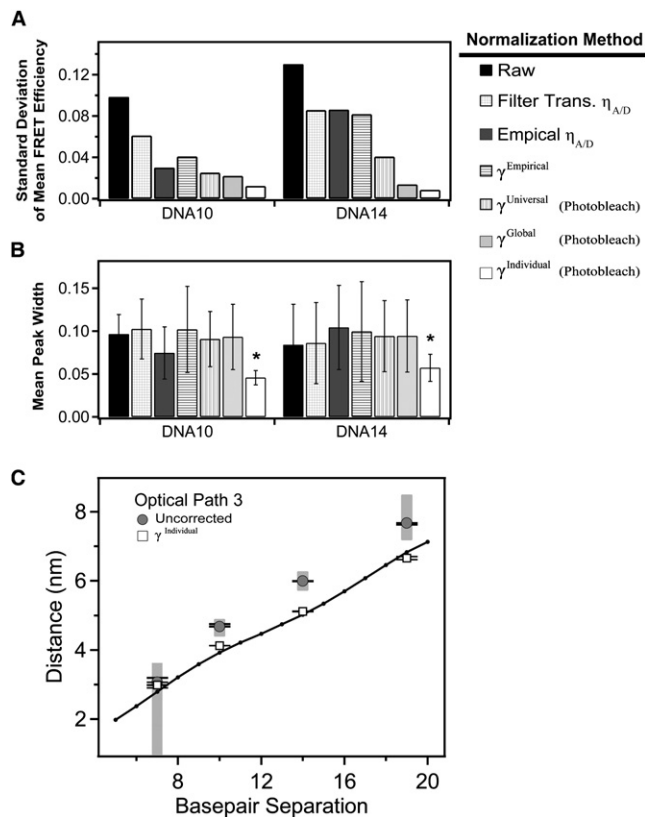 A
Standard Deviation
of Mean FRET Efficiency
0.12
0.08
0.04
0.00
DNA10
DNA14
Normalization Method
Raw
Filter Trans. η A/D
Empical η A/D
γ Empirical
γ Universal (Photobleach)
γ Global (Photobleach)
γ Individual (Photobleach)
B
Mean Peak Width
0.15
0.10
0.05
0.00
*
*
DNA10
DNA14
C
Distance (nm)
8
6
4
2
Optical Path 3
Uncorrected
γ Individual
8
12
16
20
Basepair Separation